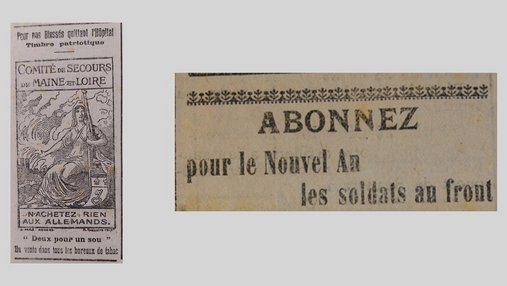 Pour nos Blessés quittant l'Hôpital
Timbre patriotique
COMITÉ DE SECOURS
DE MAINE-ET-LOIRE
N'ACHETEZ RIEN
AUX ALLEMANDS.
" Deux pour un sou "
En vente dans tous les bureaux de tabac
ABONNEZ
pour le Nouvel An
les soldats au front